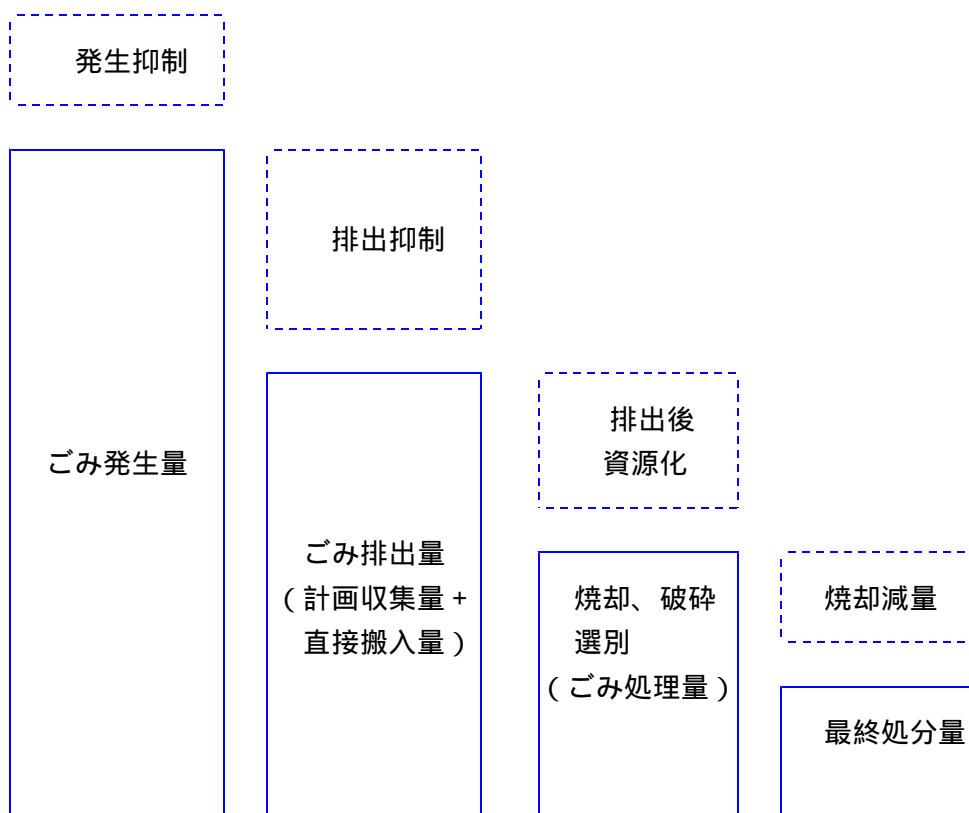 発生抑制
排出抑制
ごみ発生量
排出後
資源化
ごみ排出量
(計画収集量+
直接搬入量)
焼却、破砕
選別
(ごみ処理量)
焼却減量
最終処分量